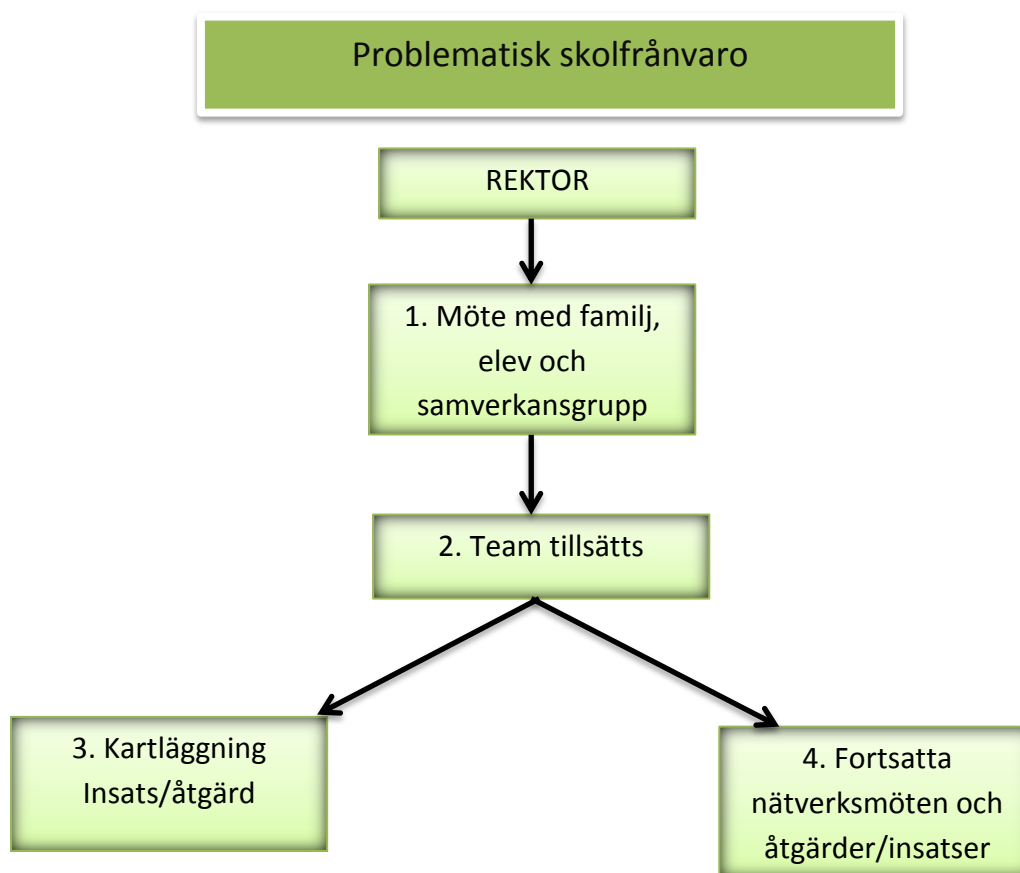 Problematisk skolfrånvaro
REKTOR
1. Möte med familj,
elev och
samverkansgrupp
2. Team tillsätts
3. Kartläggning
Insats/åtgärd
4. Fortsatta
nätverksmöten och
åtgärder/insatser